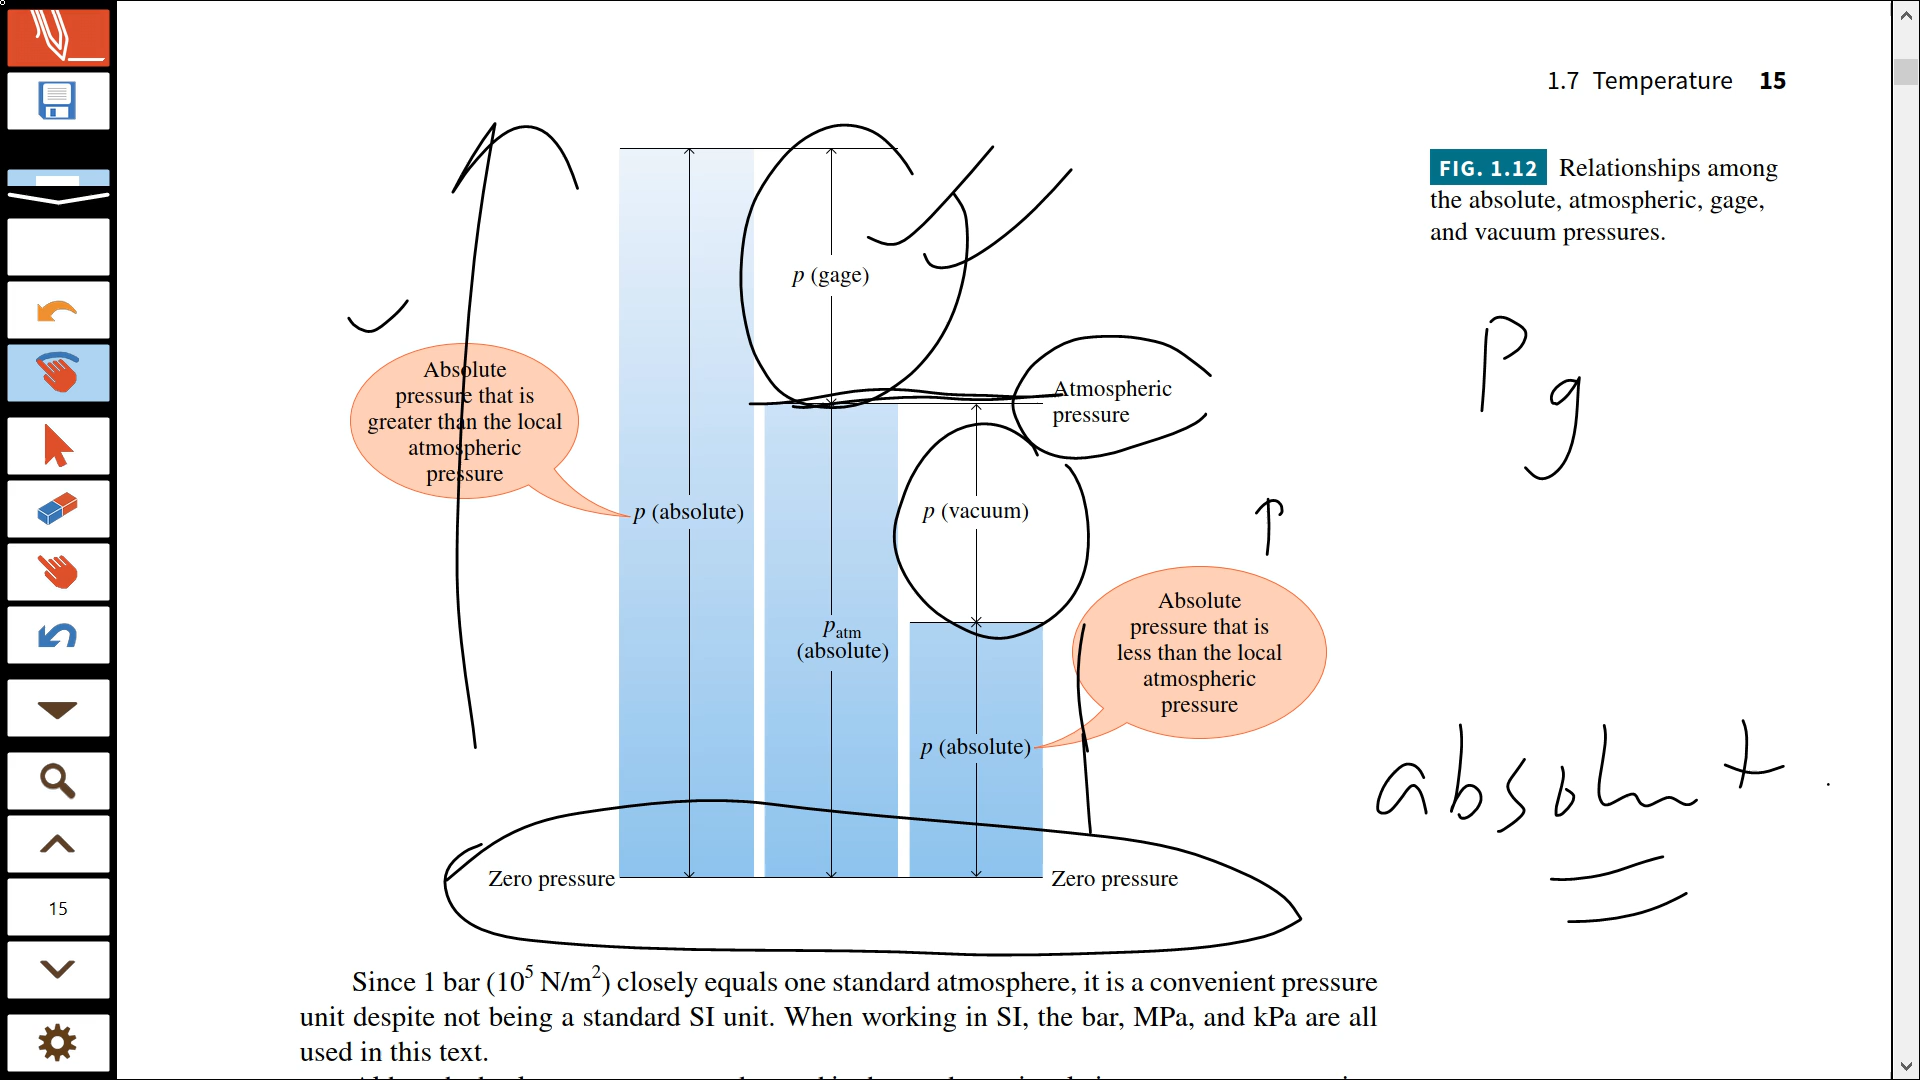 1.7 Temperature 15
FIG. 1.12 Relationships among
the absolute, atmospheric, gage,
and vacuum pressures.
p (gage)
Atmospheric
pressure
Absolute
pressure that is
greater than the local
atmospheric
pressure
p (absolute)
p (vacuum)
patm
(absolute)
Absolute
pressure that is
less than the local
atmospheric
pressure
p (absolute)
Zero pressure
Zero pressure
P g
absolut
Since 1 bar (10⁵ N/m²) closely equals one standard atmosphere, it is a convenient pressure
unit despite not being a standard SI unit. When working in SI, the bar, MPa, and kPa are all
used in this text.
15